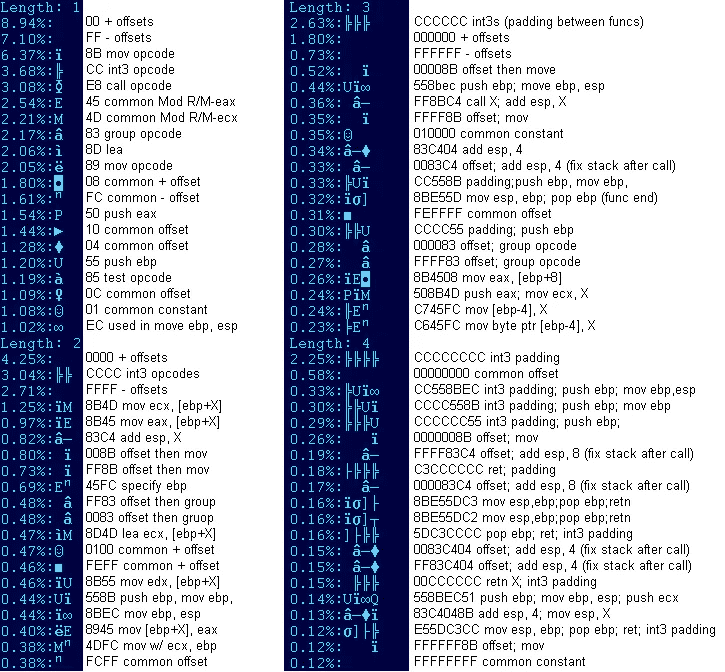 Length: 1
8.94%: 00 + offsets
7.10%: FF - offsets
6.37%:ï 8B mov opcode
3.68%:╠ CC int3 opcode
3.08%:Φ E8 call opcode
2.54%:E 45 common Mod R/M-eax
2.21%:M 4D common Mod R/M-ecx
2.17%:â 83 group opcode
2.06%:ì 8D lea
2.05%:ë 89 mov opcode
1.80%:◘ 08 common + offset
1.61%:ⁿ FC common - offset
1.54%:P 50 push eax
1.44%:► 10 common offset
1.28%:♦ 04 common offset
1.20%:U 55 push ebp
1.19%:à 85 test opcode
1.09%:♀ 0C common offset
1.08%:☺ 01 common constant
1.02%:∞ EC used in move ebp, esp
Length: 2
4.25%: 0000 + offsets
3.04%:╠╠ CCCC int3 opcodes
2.71%: FFFF - offsets
1.25%:ïM 8B4D mov ecx, [ebp+X]
0.97%:ïE 8B45 mov eax, [ebp+X]
0.82%:â─ 83C4 add esp, X
0.80%: ï 008B offset then mov
0.73%: ï FF8B offset then mov
0.69%:Eⁿ 45FC specify ebp
0.48%: â FF83 offset then group
0.48%: â 0083 offset then gruop
0.47%:ìM 8D4D lea ecx, [ebp+X]
0.47%:☺ 0100 common + offset
0.46%:■ FEFF common + offset
0.46%:ïU 8B55 mov edx, [ebp+X]
0.44%:Uï 558B push ebp, mov ebp,
0.44%:ï∞ 8BEC mov ebp, esp
0.40%:ëE 8945 mov [ebp+X], eax
0.38%:Mⁿ 4DFC mov w/ ecx, ebp
0.38%:ⁿ FCFF common offset
Length: 3
2.63%:╠╠╠ CCCCCC int3s (padding between funcs)
1.80%: 000000 + offsets
0.73%: FFFFFF - offsets
0.52%: ï 00008B offset then move
0.44%:Uï∞ 558bec push ebp; move ebp, esp
0.36%: â─ FF8BC4 call X; add esp, X
0.35%: ï FFFF8B offset; mov
0.35%:☺ 010000 common constant
0.34%:â─♦ 83C404 add esp, 4
0.33%: â─ 0083C4 offset; add esp, 4 (fix stack after call)
0.33%:╠Uï CC558B padding;push ebp, mov ebp,
0.32%:ïσ] 8BE55D mov esp, ebp; pop ebp (func end)
0.31%:■ FEFFFF common offset
0.30%:╠╠U CCCC55 padding; push ebp
0.28%: â 000083 offset; group opcode
0.27%: â FFFF83 offset; group opcode
0.26%:ïE◘ 8B4508 mov eax, [ebp+8]
0.24%:PïM 508B4D push eax; mov ecx, X
0.24%:╟Eⁿ C745FC mov [ebp-4], X
0.23%:╞Eⁿ C645FC mov byte ptr [ebp-4], X
Length: 4
2.25%:╠╠╠╠ CCCCCCCC int3 padding
0.58%: 00000000 common offset
0.33%:╠Uï∞ CC558BEC int3 padding; push ebp; mov ebp,esp
0.30%:╠╠Uï CCCC558B int3 padding; push ebp; mov ebp
0.29%:╠╠╠U CCCCCC55 int3 padding; push ebp;
0.26%: ï 0000008B offset; mov
0.19%: â─ FFFF83C4 offset; add esp, 8 (fix stack after call)
0.18%:├╠╠╠ C3CCCCCC ret; padding
0.17%: â─ 000083C4 offset; add esp, 8 (fix stack after call)
0.16%:ïσ]├ 8BE55DC3 mov esp,ebp;pop ebp;retn
0.16%:ïσ]┬ 8BE55DC2 mov esp,ebp;pop ebp;retn
0.16%:]├╠╠ 5DC3CCCC pop ebp; ret; int3 padding
0.15%: â─♦ 0083C404 offset; add esp, 4 (fix stack after call)
0.15%: â─♦ FF83C404 offset; add esp, 4 (fix stack after call)
0.15%: ╠╠╠ 00CCCCCC retn X; int3 padding
0.14%:Uï∞Q 558BEC51 push ebp; mov ebp, esp; push ecx
0.13%:â─♦ï 83C4048B add esp, 4; mov esp, X
0.12%:σ]├╠ E55DC3CC mov esp, ebp; pop ebp; ret; int3 padding
0.12%: ï FFFFFF8B offset; mov
0.12%: FFFFFFFF common constant